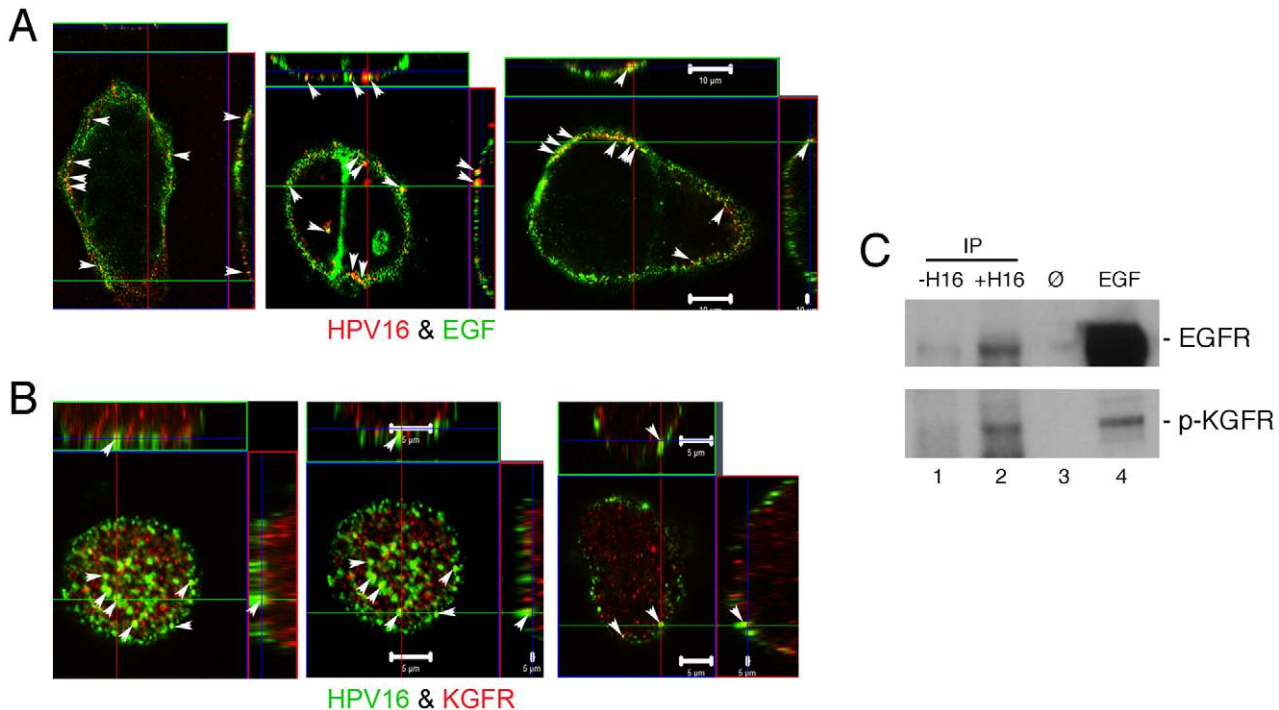 A
10 µm
10 µm
10 µm
HPV16 & EGF
B
5 µm
5 µm
5 µm
5 µm
5 µm
5 µm
HPV16 & KGFR
C
IP
-H16 +H16 Ø EGF
- EGFR
- p-KGFR
1 2 3 4